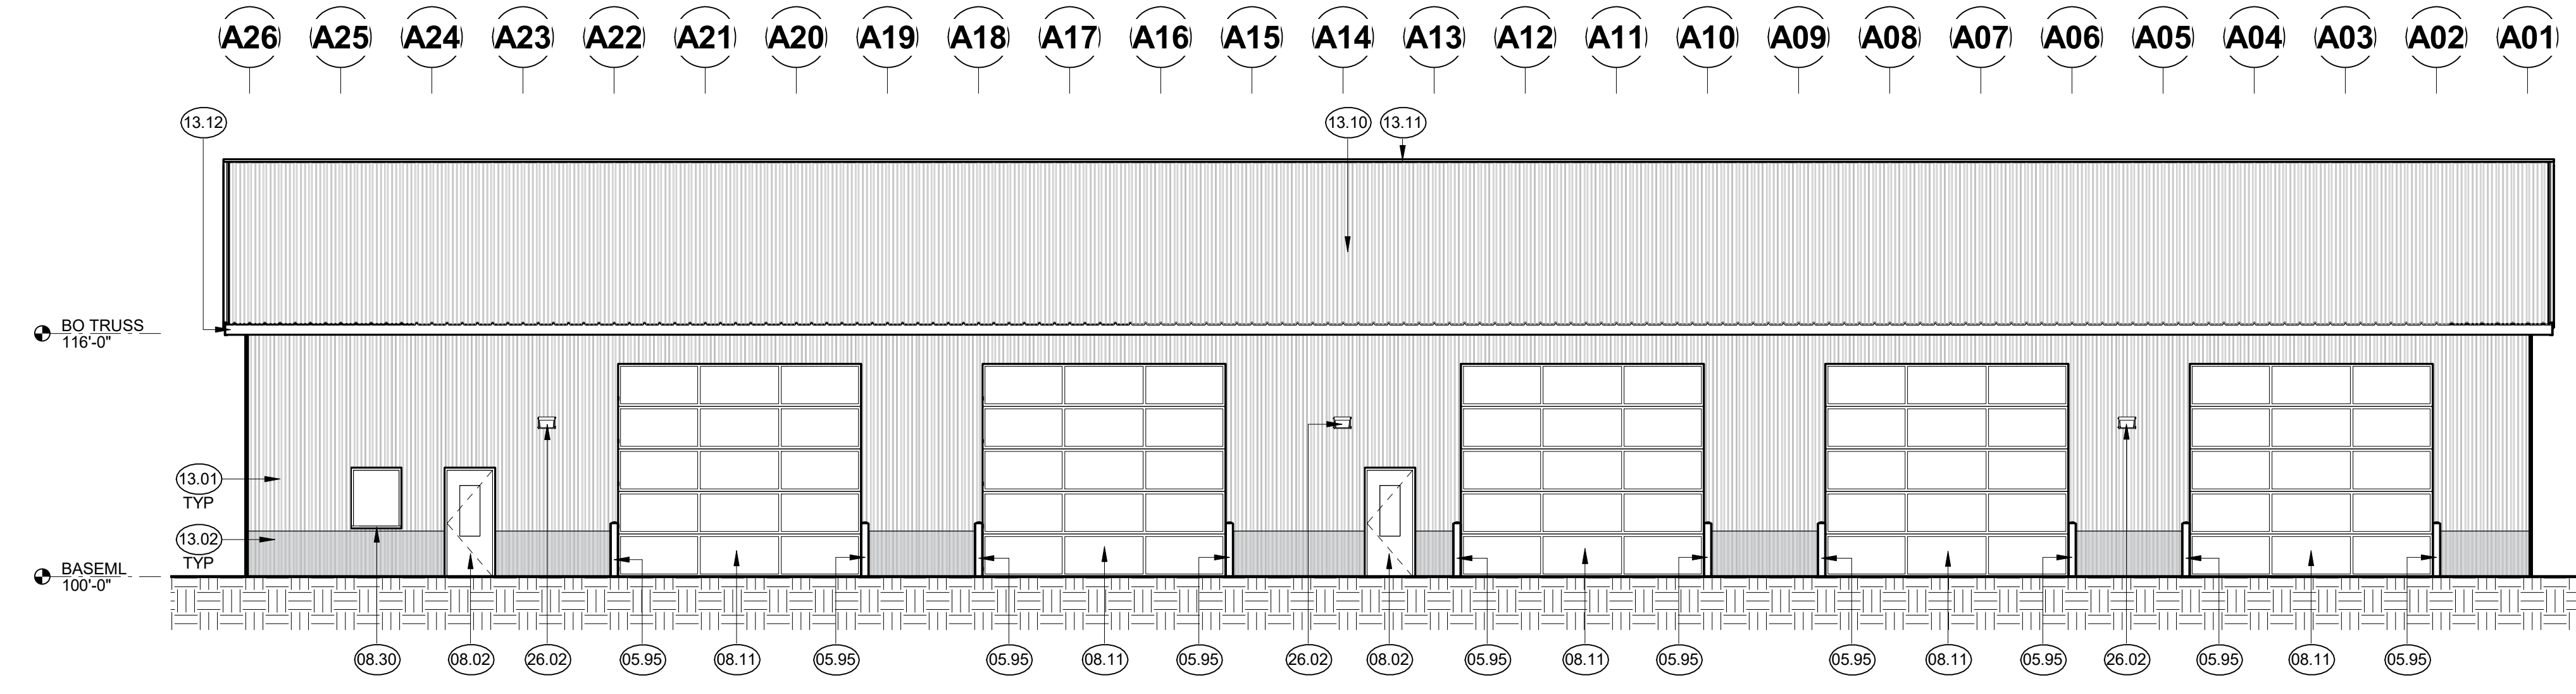 A26 A25 A24 A23 A22 A21 A20 A19 A18 A17 A16 A15 A14 A13 A12 A11 A10 A09 A08 A07 A06 A05 A04 A03 A02 A01
13.12 13.10 13.11
BO TRUSS
116'-0"
13.01
TYP
13.02
TYP
BASEML
100'-0"
08.30 08.02 26.02 05.95 08.11 05.95 05.95 08.11 05.95 26.02 08.02 05.95 08.11 05.95 05.95 08.11 05.95 26.02 05.95 08.11 05.95